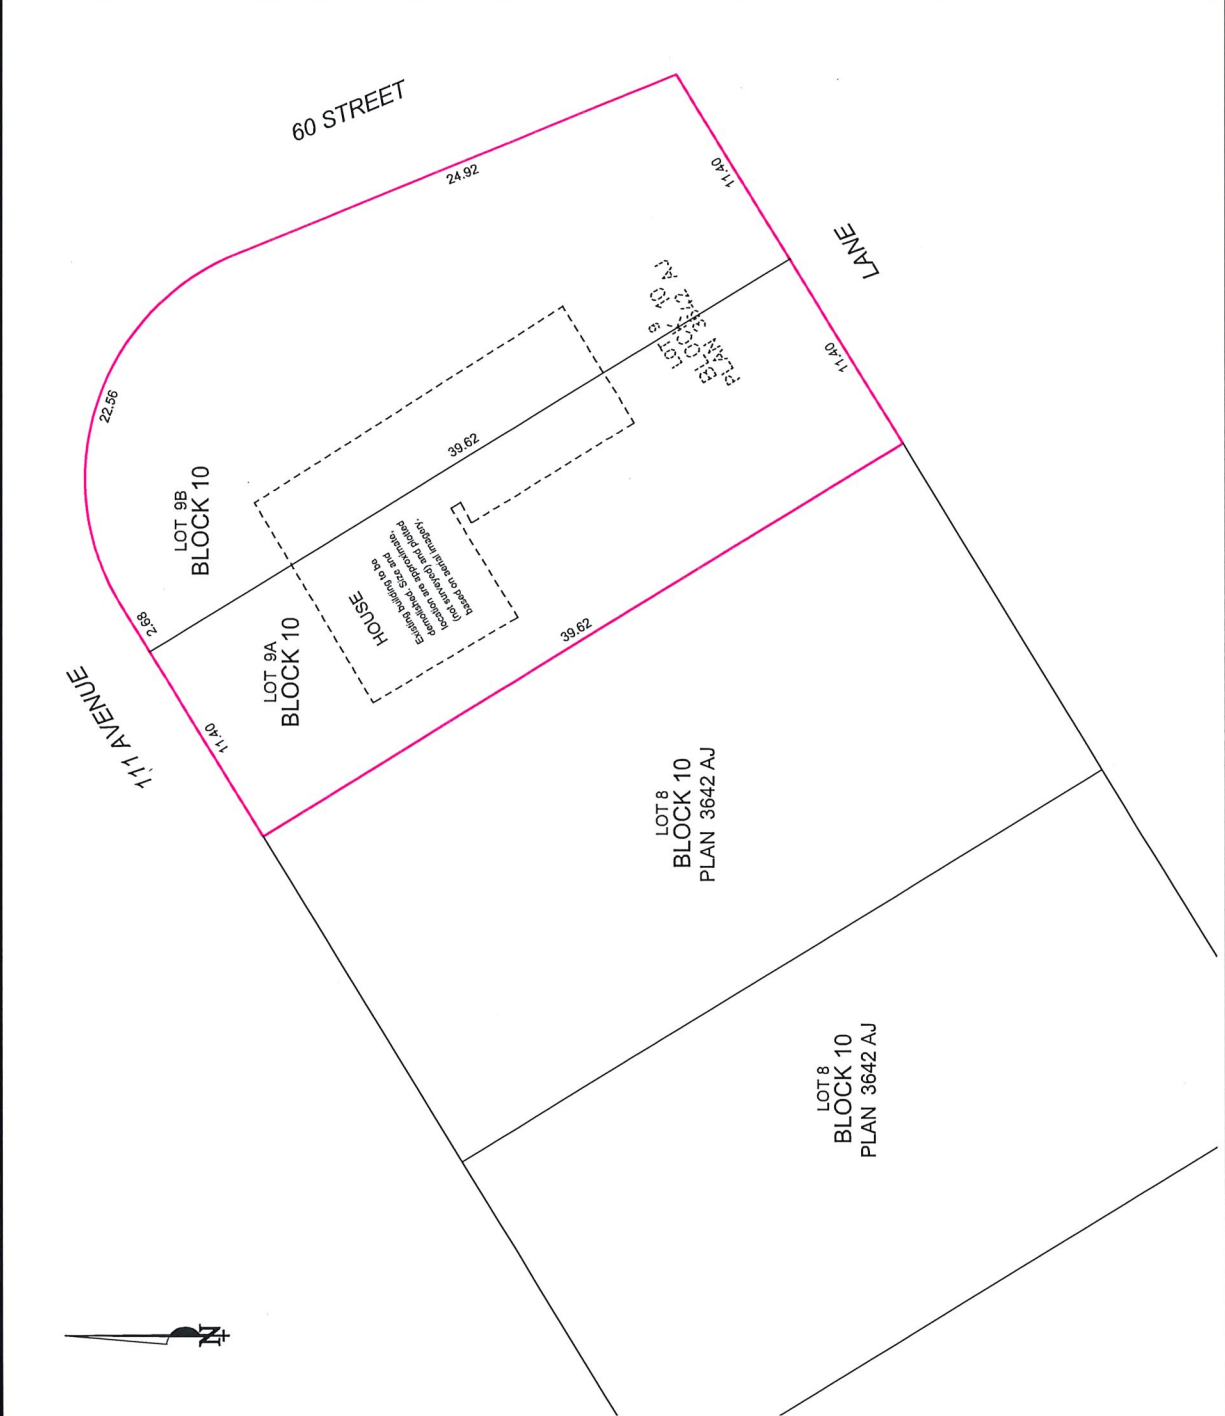 60 STREET
24.92
11.40
LANE
11.40
LOT 9
BLOCK 10
PLAN 3642 AJ
22.56
39.62
LOT 9B
BLOCK 10
2.68
HOUSE
Existing building to be
demolished. Size and
location are approximate,
(not surveyed) and plotted
based on aerial imagery.
39.62
LOT 9A
BLOCK 10
111 AVENUE
11.40
LOT 8
BLOCK 10
PLAN 3642 AJ
LOT 8
BLOCK 10
PLAN 3642 AJ
N